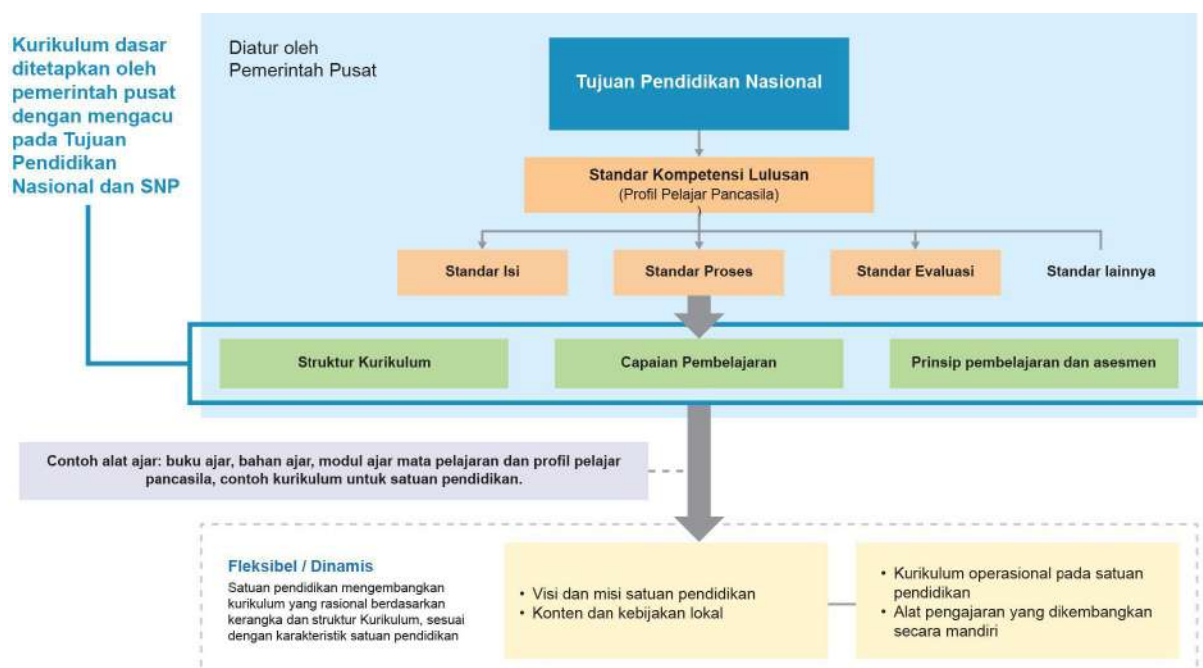 Kurikulum dasar
ditetapkan oleh
pemerintah pusat
dengan mengacu
pada Tujuan
Pendidikan
Nasional dan SNP
Diatur oleh
Pemerintah Pusat
Tujuan Pendidikan Nasional
Standar Kompetensi Lulusan
(Profil Pelajar Pancasila)
)
Standar Isi
Standar Proses
Standar Evaluasi
Standar lainnya
Struktur Kurikulum
Capaian Pembelajaran
Prinsip pembelajaran dan asesmen
Contoh alat ajar: buku ajar, bahan ajar, modul ajar mata pelajaran dan profil pelajar
pancasila, contoh kurikulum untuk satuan pendidikan.
Fleksibel / Dinamis
Satuan pendidikan mengembangkan
kurikulum yang rasional berdasarkan
kerangka dan struktur Kurikulum, sesuai
dengan karakteristik satuan pendidikan
• Visi dan misi satuan pendidikan
• Konten dan kebijakan lokal
• Kurikulum operasional pada satuan
pendidikan
• Alat pengajaran yang dikembangkan
secara mandiri